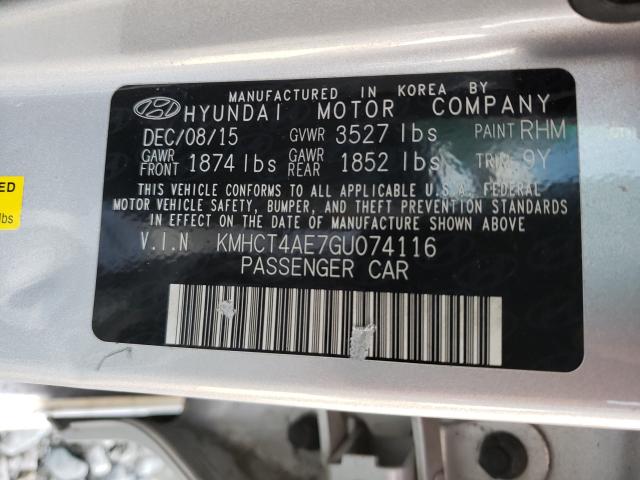 MANUFACTURED IN KOREA BY
HYUNDAI MOTOR COMPANY
DEC/08/15 GVWR 3527 lbs PAINT RHM
GAWR FRONT 1874 lbs GAWR REAR 1852 lbs TRIM 9Y
THIS VEHICLE CONFORMS TO ALL APPLICABLE U.S.A. FEDERAL
MOTOR VEHICLE SAFETY, BUMPER, AND THEFT PREVENTION STANDARDS
IN EFFECT ON THE DATE OF MANUFACTURE SHOWN ABOVE.
V.I.N KMHCT4AE7GU074116
PASSENGER CAR
lbs